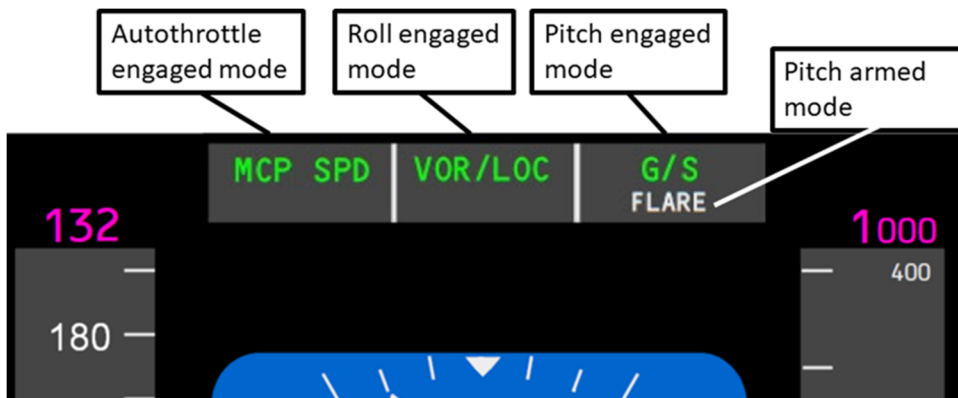 Autothrottle
engaged mode
Roll engaged
mode
Pitch engaged
mode
Pitch armed
mode
MCP SPD
VOR/LOC
G/S
FLARE
132
1000
400
180